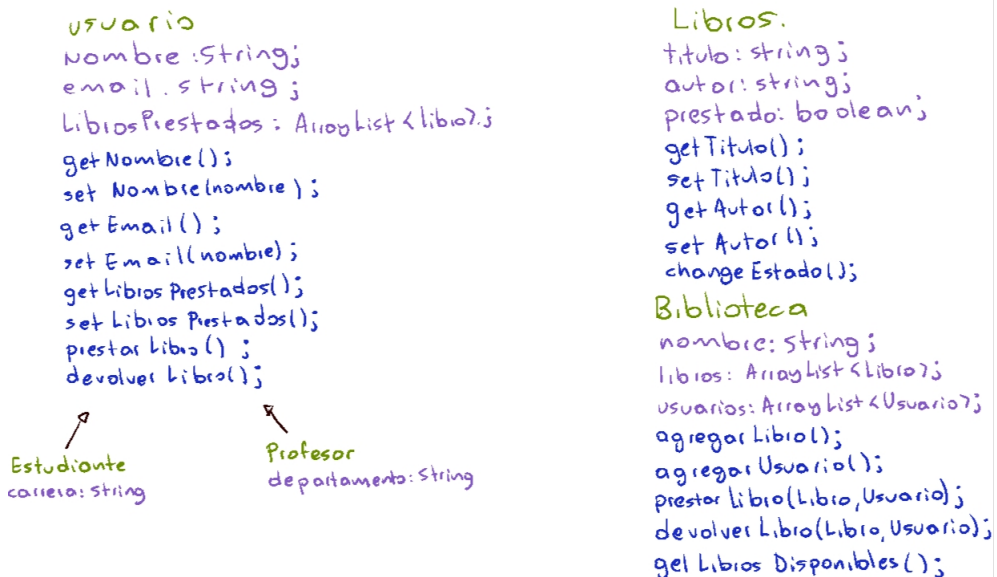 usuario
Nombre : String;
email. string ;
LibrosPrestados : ArrayList <libro>.;
getNombre();
set Nombre(nombre );
getEmail() ;
set Email(nombre);
getLibros Prestados();
set Libros Prestados();
prestar Libro() ;
devolver Libro();
Estudiante
carrera: String
Profesor
departamento: String
Libros.
titulo: string ;
autor: string;
prestado: boolean;
getTitulo() ;
setTitulo();
getAutor();
set Autor();
change Estado();
Biblioteca
nombre: String ;
libros: ArrayList <Libro>;
usuarios: ArrayList <Usuario>;
agregar Libro();
agregar Usuario();
prestar Libro(Libro, Usuario);
devolver Libro(Libro, Usuario);
get Libros Disponibles();